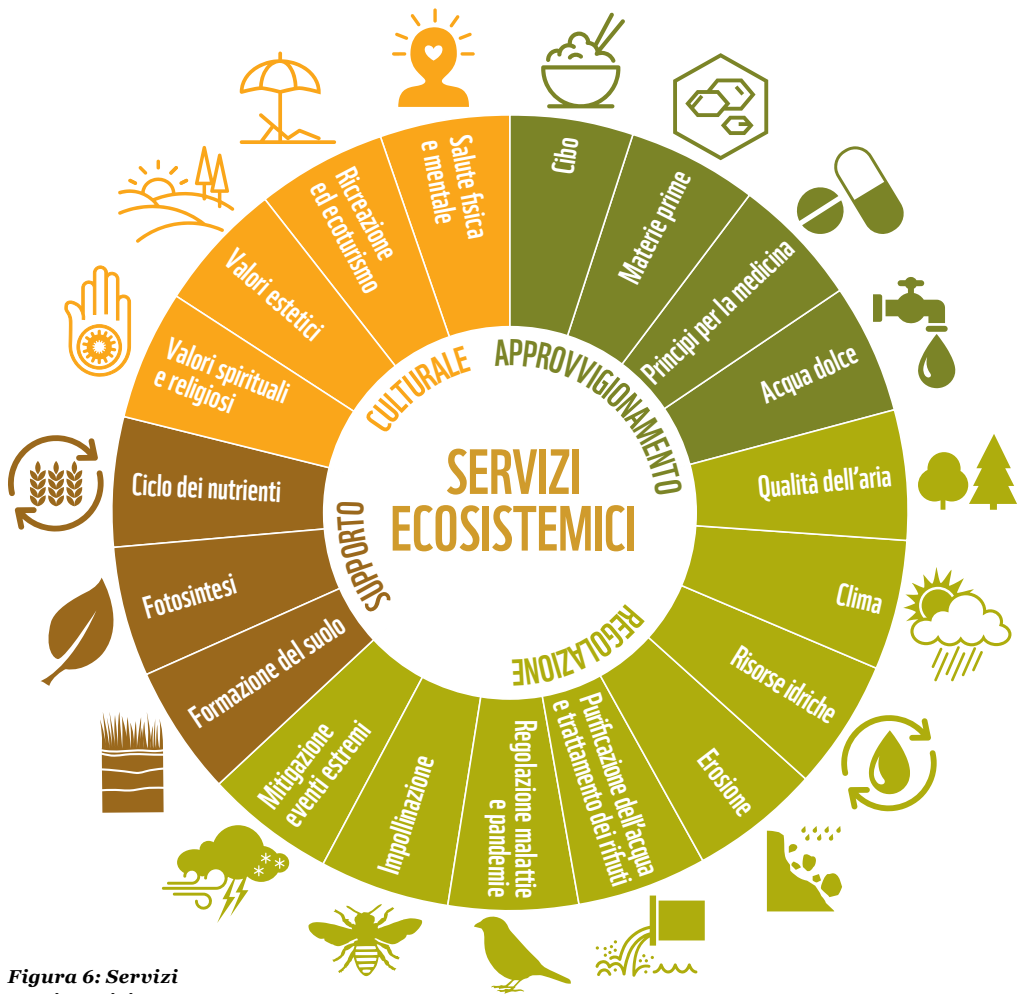 SERVIZI
ECOSISTEMICI
APPROVVIGIONAMENTO
Cibo
Materie prime
Principi per la medicina
Acqua dolce
REGOLAZIONE
Qualità dell'aria
Clima
Risorse idriche
Erosione
Purificazione dell'acqua
e trattamento dei rifiuti
Regolazione malattie
e pandemie
Impollinazione
Mitigazione
eventi estremi
SUPPORTO
Formazione del suolo
Fotosintesi
Ciclo dei nutrienti
CULTURALE
Valori spirituali
e religiosi
Valori estetici
Ricreazione
ed ecoturismo
Salute fisica
e mentale
Figura 6: Servizi